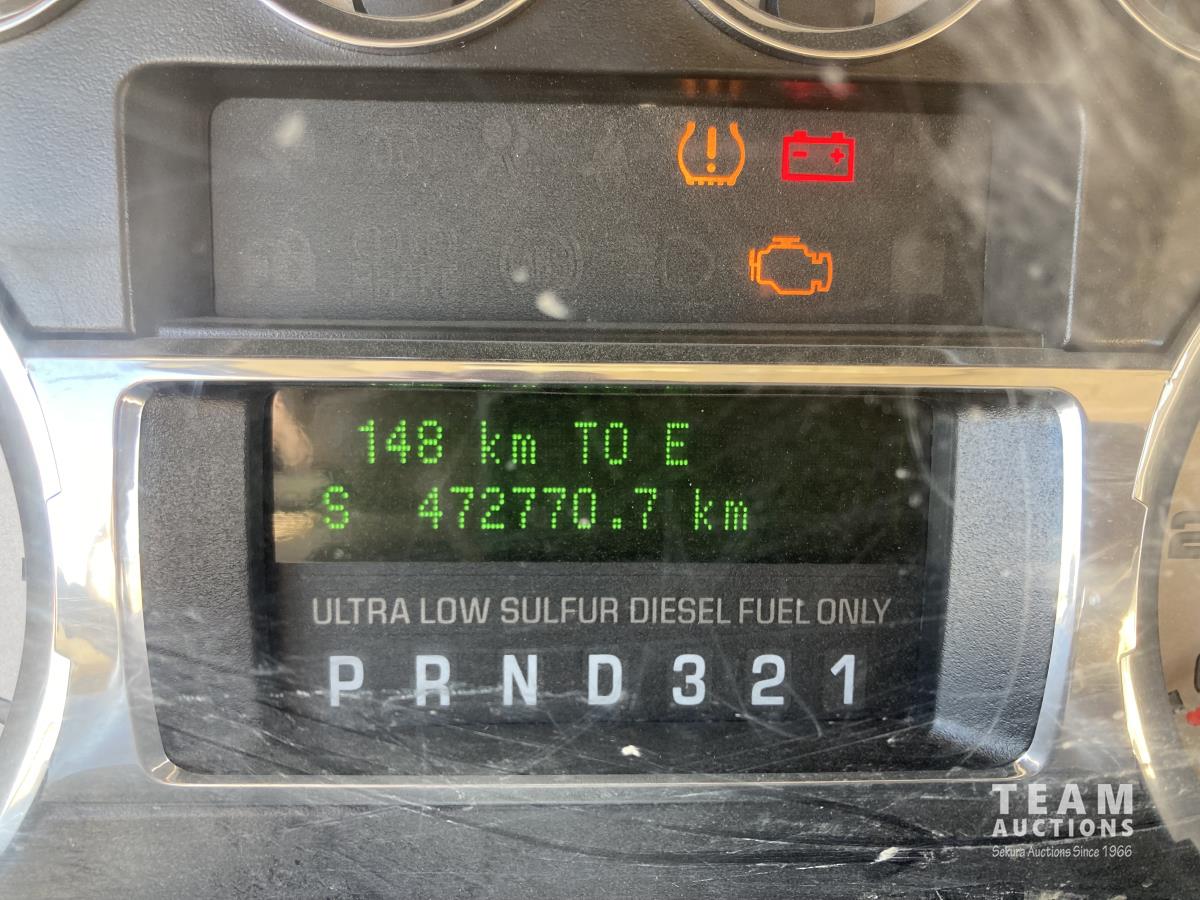 148 km TO E
S 472770.7 km
ULTRA LOW SULFUR DIESEL FUEL ONLY
P R N D 3 2 1
TEAM
AUCTIONS
Sekura Auctions Since 1966